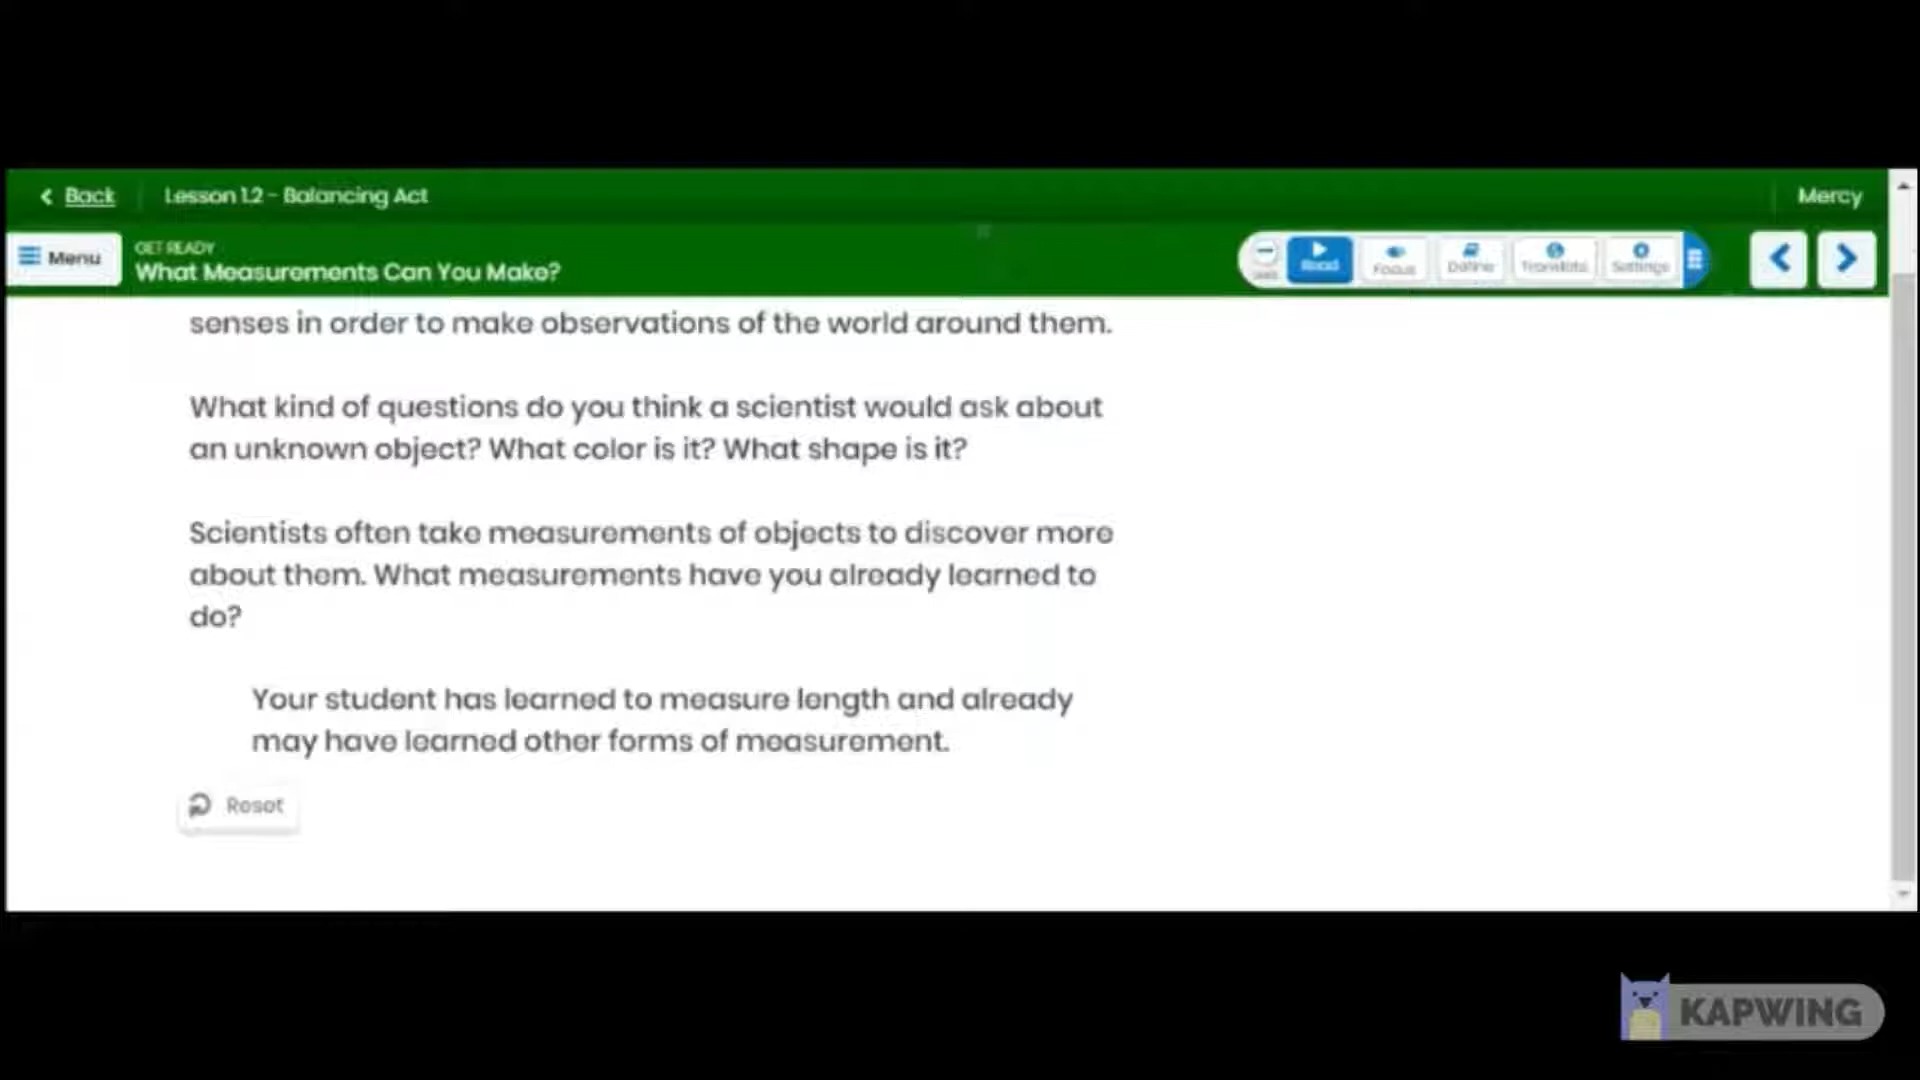 Back
Lesson 1.2 - Balancing Act
Mercy
Menu
GET READY
What Measurements Can You Make?
Read
Focus
Define
Translate
Settings
senses in order to make observations of the world around them.
What kind of questions do you think a scientist would ask about
an unknown object? What color is it? What shape is it?
Scientists often take measurements of objects to discover more
about them. What measurements have you already learned to
do?
Your student has learned to measure length and already
may have learned other forms of measurement.
Reset
KAPWING